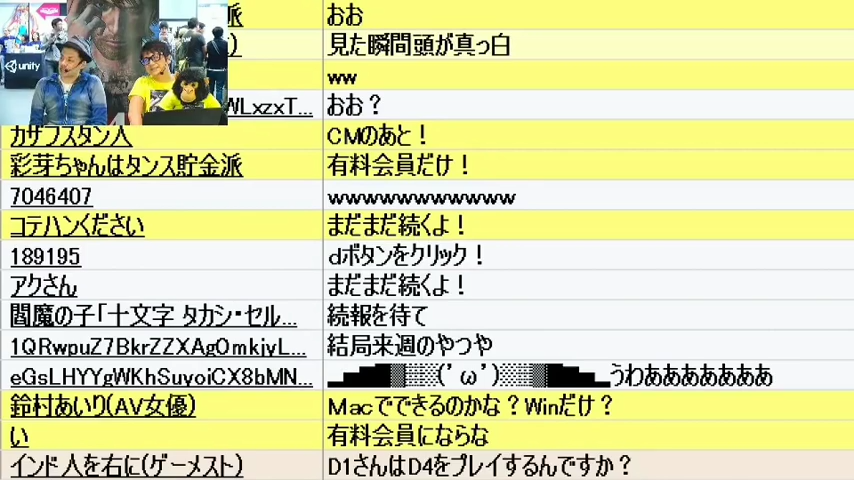 派 おお
) 見た瞬間頭が真っ白
ww
unity
WLxzxT... おお？
カザフスタン人 CMのあと！
彩芽ちゃんはタンス貯金派 有料会員だけ！
7046407 wwwwwwwwwww
コテハンください まだまだ続くよ！
189195 dボタンをクリック！
アクさん まだまだ続くよ！
閻魔の子「十文字 タカシ・セル... 続報を待て
1QRwpuZ7BkrZZXAgOmkjyL... 結局来週のやつや
eGsLHYYgWKhSuyoiCX8bMN... ▂▅▇█▓▒░('ω')░▒▓█▇▅▂うわあああああああ
鈴村あいり(AV女優) Macでできるのかな？Winだけ？
い 有料会員にならな
インド人を右に(ゲーメスト) D1さんはD4をプレイするんですか？